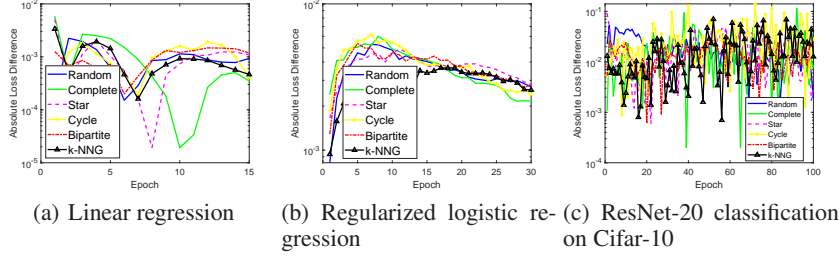 10⁻² 10⁻³ 10⁻⁴ 10⁻⁵
Absolute Loss Difference
0 5 10 15
Epoch
Random
Complete
Star
Cycle
Bipartite
k-NNG
10⁻³
Absolute Loss Difference
0 5 10 15 20 25 30
Epoch
Random
Complete
Star
Cycle
Bipartite
k-NNG
10⁻¹ 10⁻² 10⁻³ 10⁻⁴
Absolute Loss Difference
0 20 40 60 80 100
Epoch
Random
Complete
Star
Cycle
Bipartite
k-NNG
(a) Linear regression
(b) Regularized logistic re-
gression
(c) ResNet-20 classification
on Cifar-10